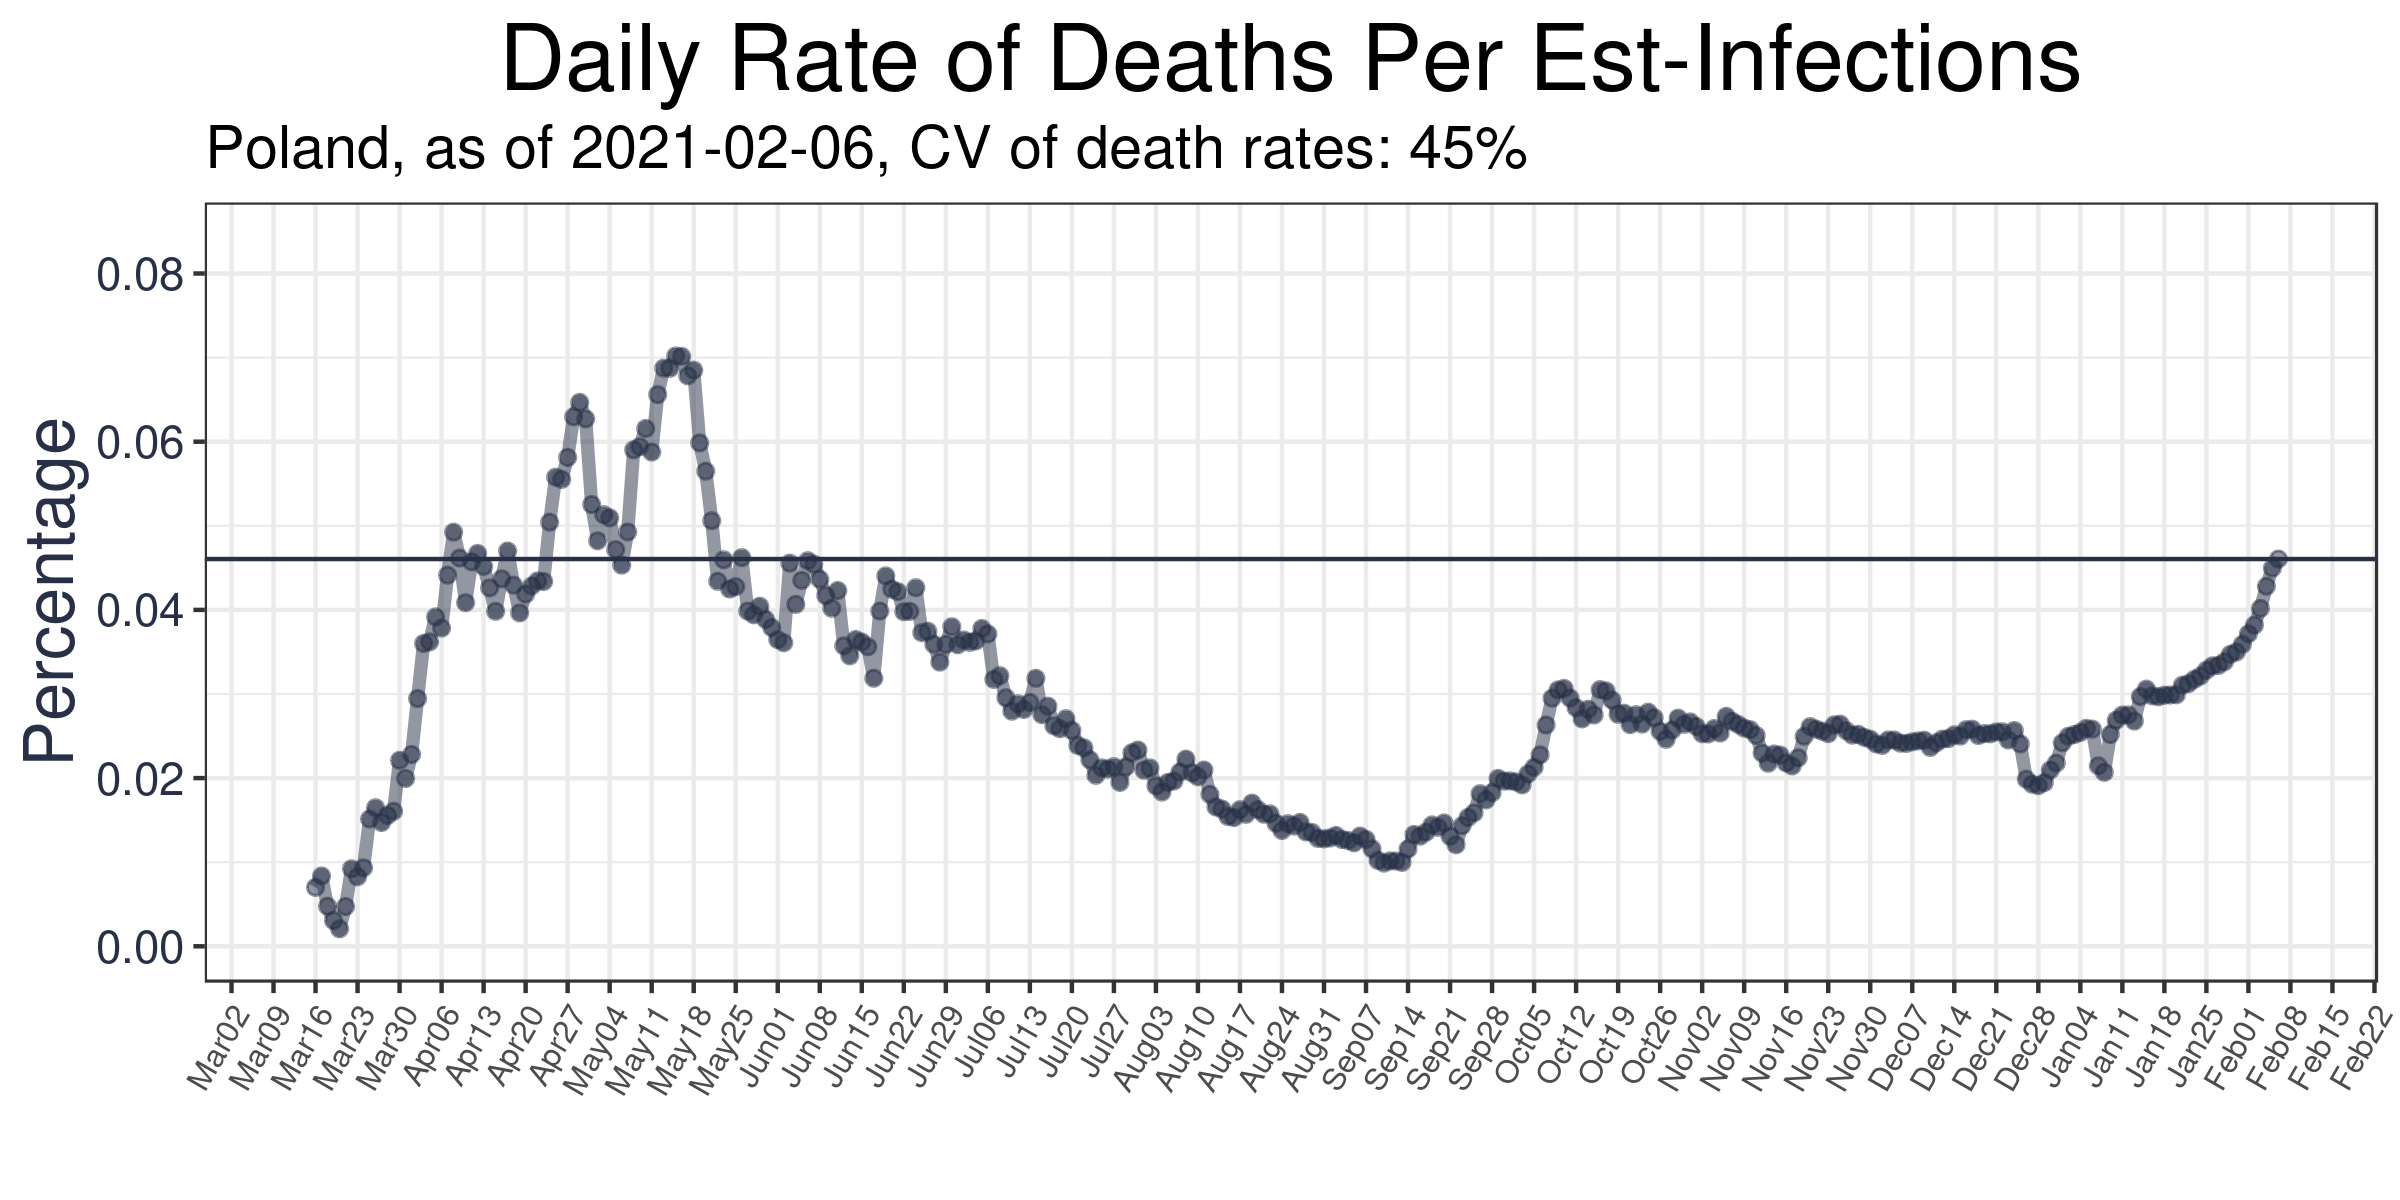 Daily Rate of Deaths Per Est-Infections
Poland, as of 2021-02-06, CV of death rates: 45%
Percentage
0.08
0.06
0.04
0.02
0.00
Mar02
Mar09
Mar16
Mar23
Mar30
Apr06
Apr13
Apr20
Apr27
May04
May11
May18
May25
Jun01
Jun08
Jun15
Jun22
Jun29
Jul06
Jul13
Jul20
Jul27
Aug03
Aug10
Aug17
Aug24
Aug31
Sep07
Sep14
Sep21
Sep28
Oct05
Oct12
Oct19
Oct26
Nov02
Nov09
Nov16
Nov23
Nov30
Dec07
Dec14
Dec21
Dec28
Jan04
Jan11
Jan18
Jan25
Feb01
Feb08
Feb15
Feb22